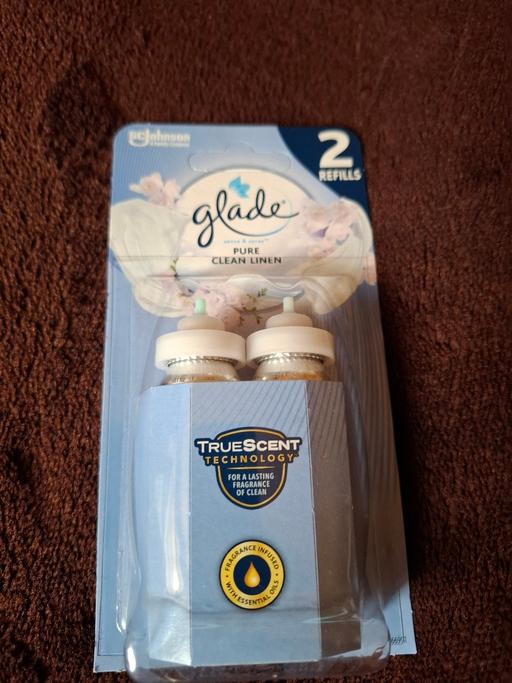 SC Johnson
2
REFILLS
glade
sense & spray™
PURE
CLEAN LINEN
TRUESCENT
TECHNOLOGY
FOR A LASTING
FRAGRANCE
OF CLEAN
FRAGRANCE INFUSED
WITH ESSENTIAL OILS